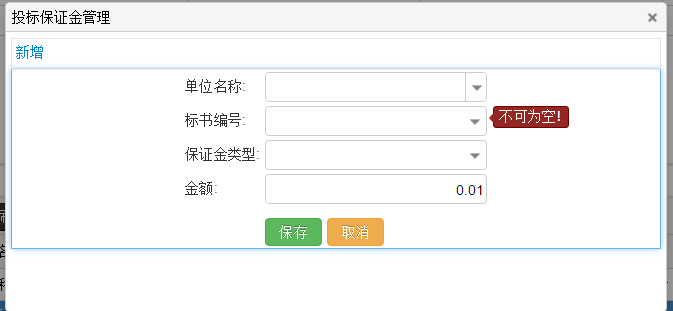 投标保证金管理
新增
单位名称:
标书编号:
不可为空!
保证金类型:
金额:
0.01
保存 取消